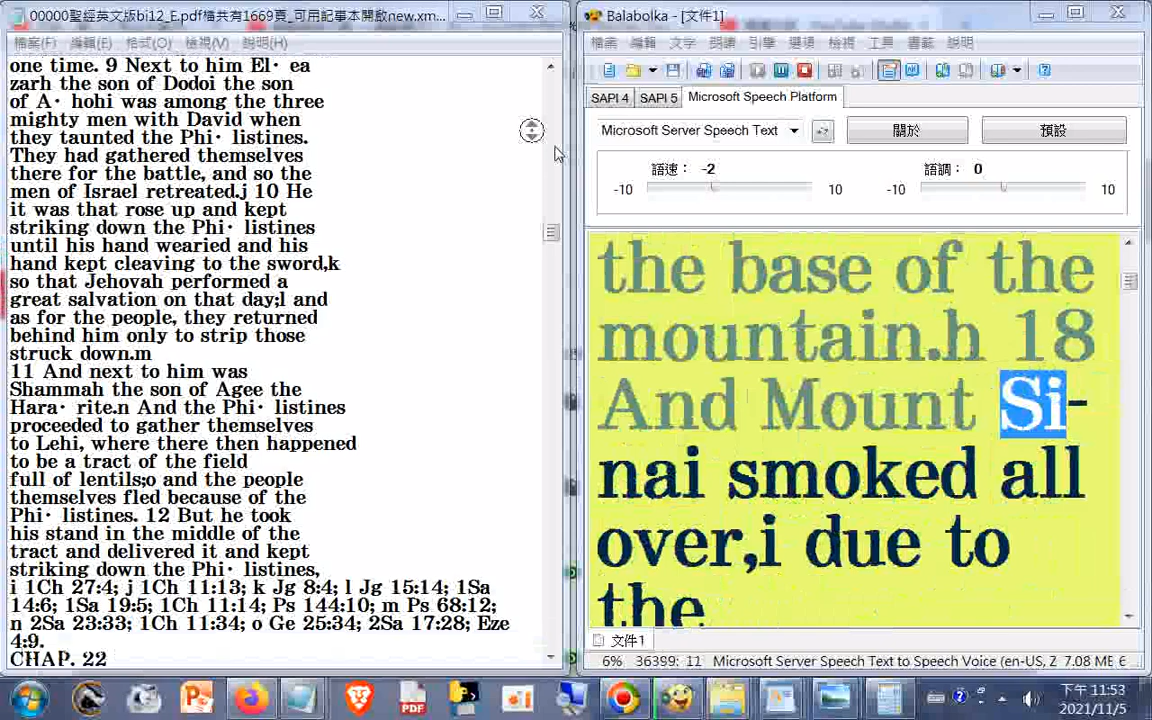 00000聖經英文版bi12_E.pdf檔共有1669頁_可用記事本開啟new.xm...
檔案(F) 編輯(E) 格式(O) 檢視(V) 說明(H)
one time. 9 Next to him El· ea
zarh the son of Dodoi the son
of A· hohi was among the three
mighty men with David when
they taunted the Phi· listines.
They had gathered themselves
there for the battle, and so the
men of Israel retreated.j 10 He
it was that rose up and kept
striking down the Phi· listines
until his hand wearied and his
hand kept cleaving to the sword,k
so that Jehovah performed a
great salvation on that day;l and
as for the people, they returned
behind him only to strip those
struck down.m
11 And next to him was
Shammah the son of Agee the
Hara· rite.n And the Phi· listines
proceeded to gather themselves
to Lehi, where there then happened
to be a tract of the field
full of lentils;o and the people
themselves fled because of the
Phi· listines. 12 But he took
his stand in the middle of the
tract and delivered it and kept
striking down the Phi· listines,
i 1Ch 27:4; j 1Ch 11:13; k Jg 8:4; l Jg 15:14; 1Sa
14:6; 1Sa 19:5; 1Ch 11:14; Ps 144:10; m Ps 68:12;
n 2Sa 23:33; 1Ch 11:34; o Ge 25:34; 2Sa 17:28; Eze
4:9.
CHAP. 22
Balabolka - [文件1]
檔案 編輯 文字 朗讀 引擎 選項 檢視 工具 書籤 說明
SAPI 4 SAPI 5 Microsoft Speech Platform
Microsoft Server Speech Text 關於 預設
語速： -2 語調： 0
-10 10 -10 10
the base of the
mountain.h 18
And Mount Si-
nai smoked all
over,i due to
the
文件1
6% 36399: 11 Microsoft Server Speech Text to Speech Voice (en-US, Z 7.08 MB 6
PDF
下午 11:53
2021/11/5